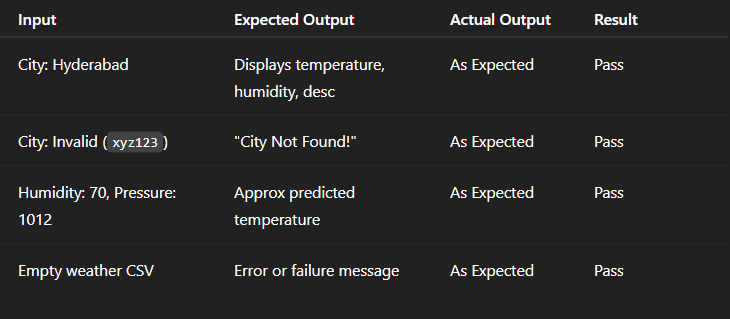 Input Expected Output Actual Output Result
City: Hyderabad Displays temperature, As Expected Pass
humidity, desc
City: Invalid (xyz123) "City Not Found!" As Expected Pass
Humidity: 70, Pressure: Approx predicted As Expected Pass
1012 temperature
Empty weather CSV Error or failure message As Expected Pass